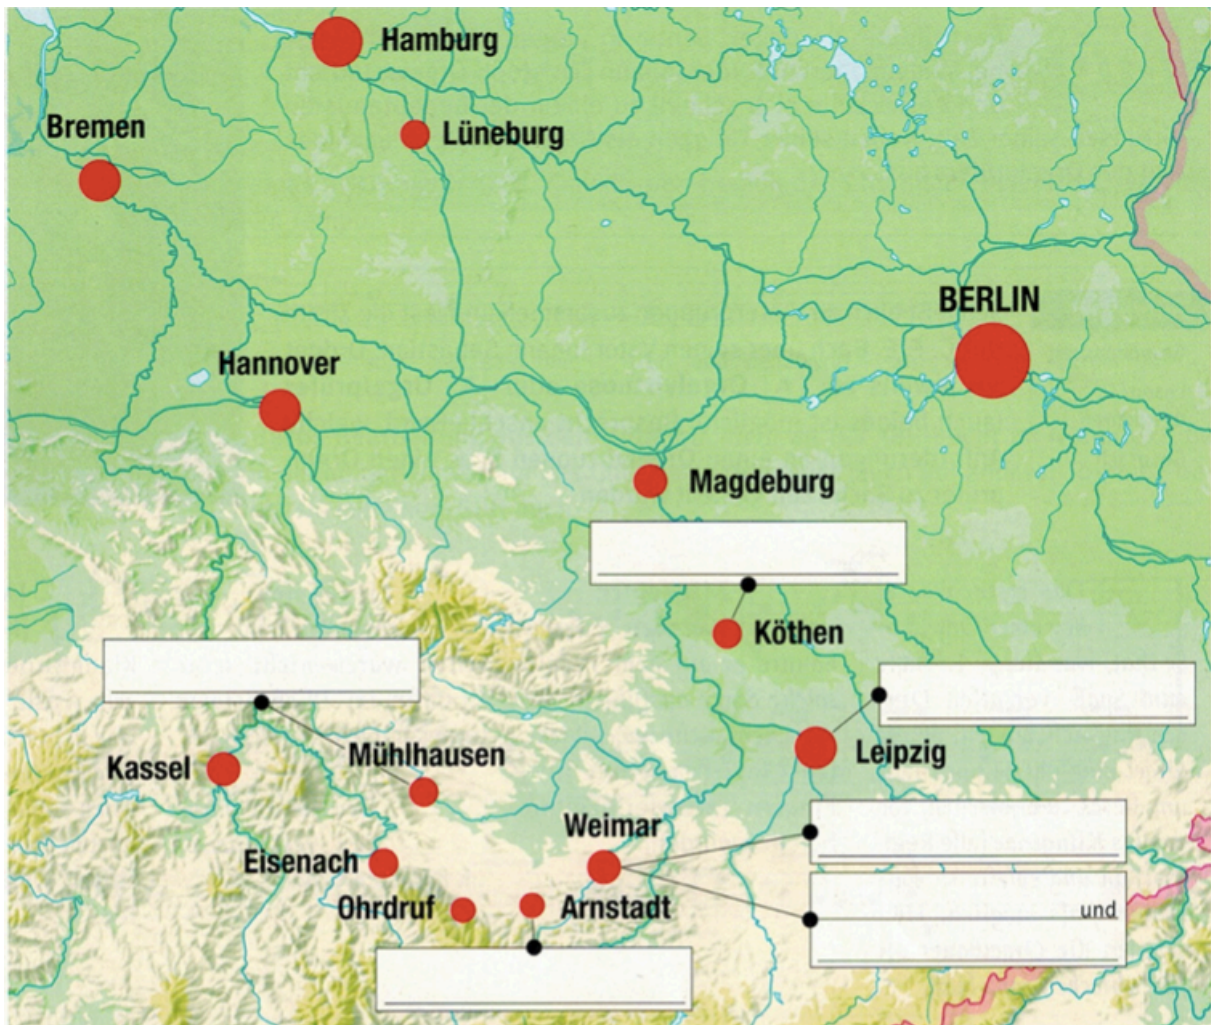 Hamburg
Bremen
Lüneburg
BERLIN
Hannover
Magdeburg
Köthen
Leipzig
Mühlhausen
Kassel
Weimar
Eisenach
Ohrdruf
Arnstadt
und